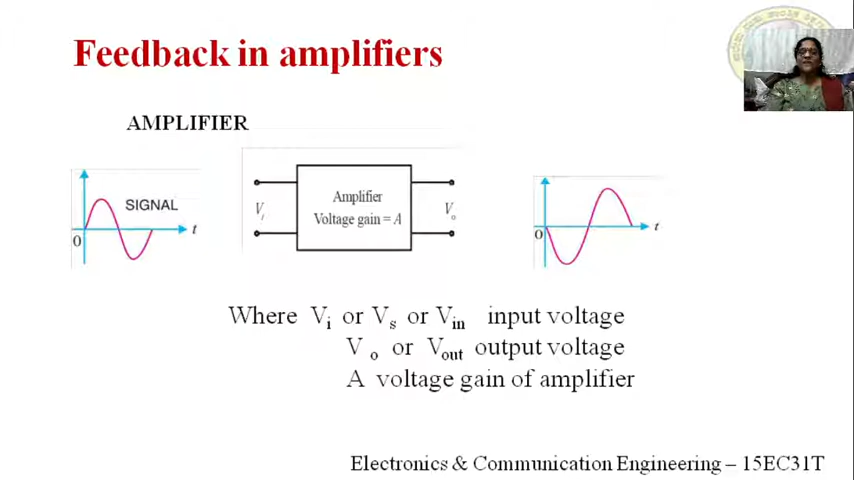 Feedback in amplifiers
AMPLIFIER
SIGNAL
t
0
Vi
Amplifier
Voltage gain = A
Vo
0
t
Where Vi or Vs or Vin input voltage
V o or Vout output voltage
A voltage gain of amplifier
Electronics & Communication Engineering – 15EC31T